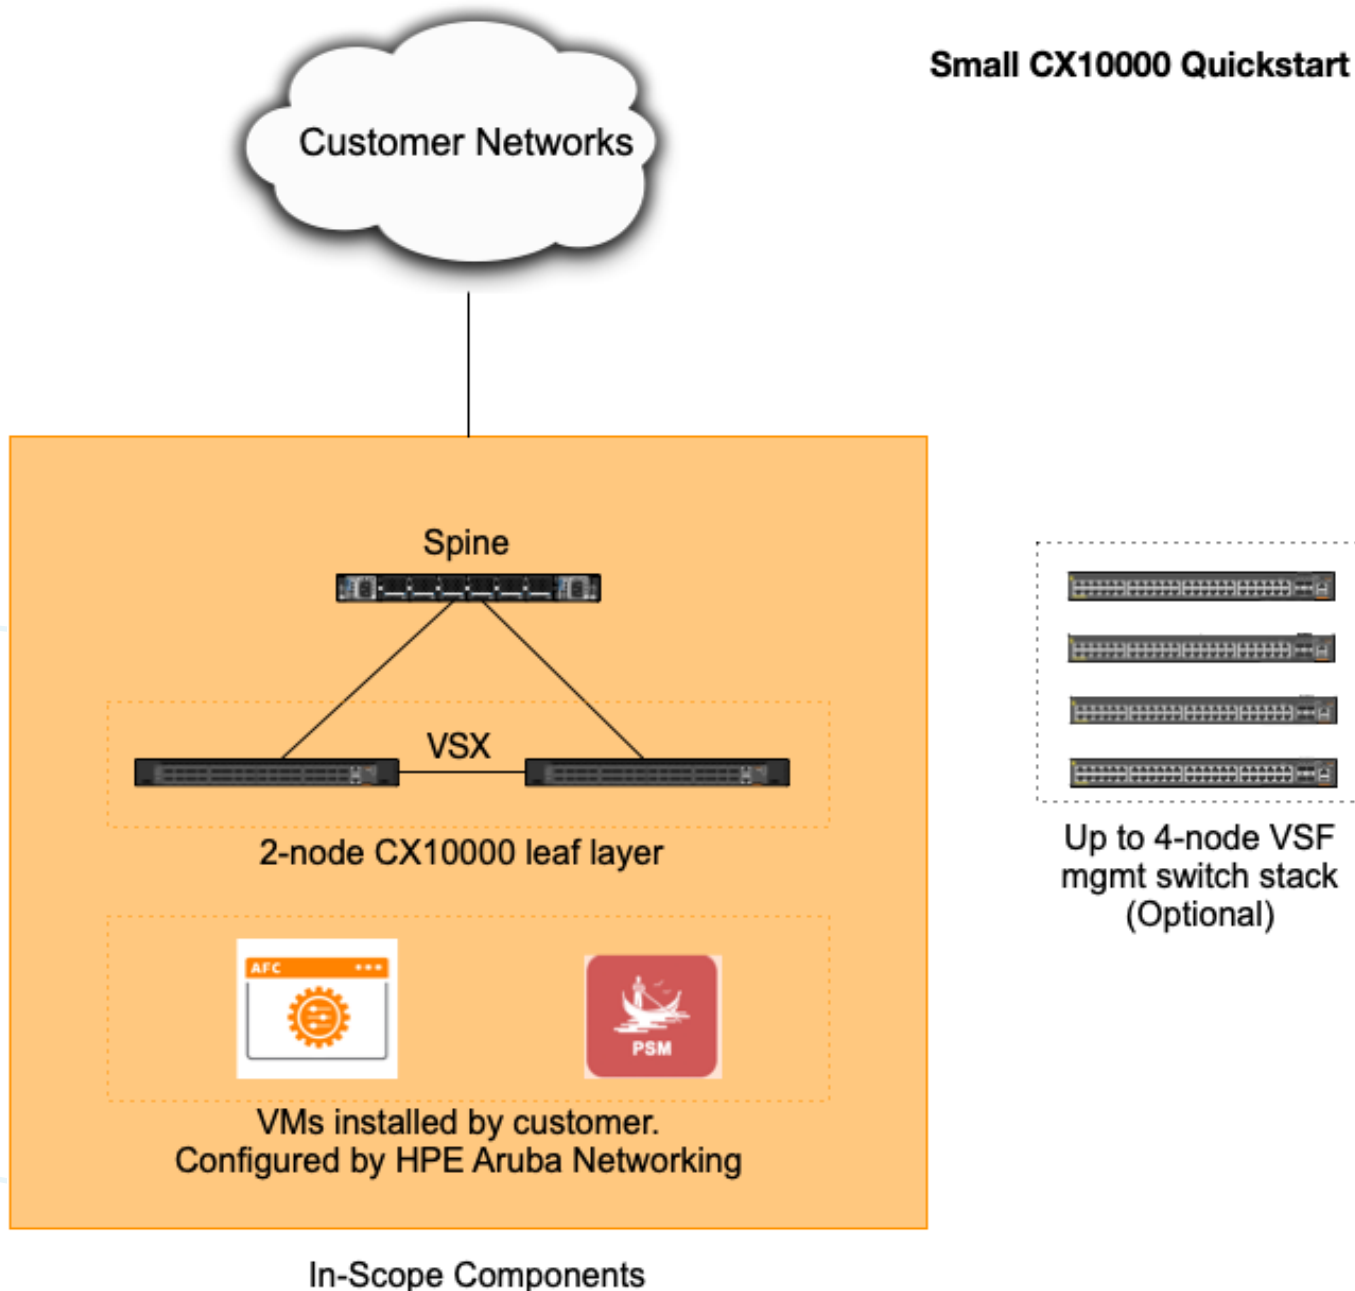 Small CX10000 Quickstart
Customer Networks
Spine
VSX
2-node CX10000 leaf layer
AFC
PSM
VMs installed by customer.
Configured by HPE Aruba Networking
In-Scope Components
Up to 4-node VSF
mgmt switch stack
(Optional)